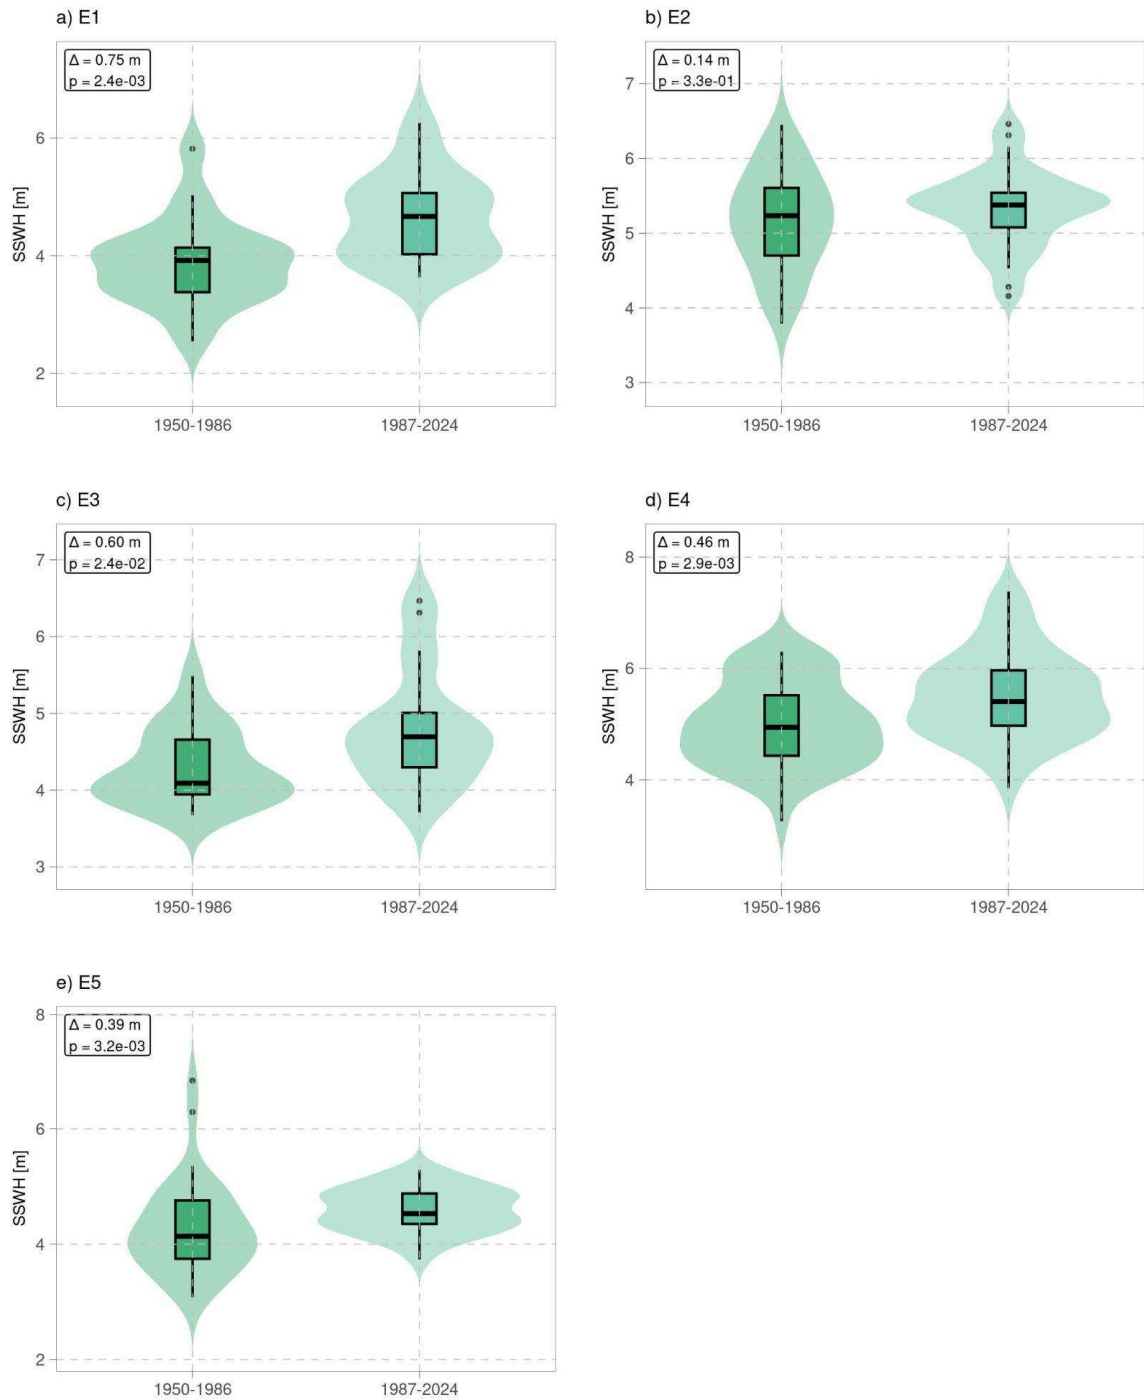 a) E1
Δ = 0.75 m
p = 2.4e-03
6
4
2
SSWH [m]
1950-1986
1987-2024
b) E2
Δ = 0.14 m
p = 3.3e-01
7
6
5
4
3
SSWH [m]
1950-1986
1987-2024
c) E3
Δ = 0.60 m
p = 2.4e-02
7
6
5
4
3
SSWH [m]
1950-1986
1987-2024
d) E4
Δ = 0.46 m
p = 2.9e-03
8
6
4
SSWH [m]
1950-1986
1987-2024
e) E5
Δ = 0.39 m
p = 3.2e-03
8
6
4
2
SSWH [m]
1950-1986
1987-2024